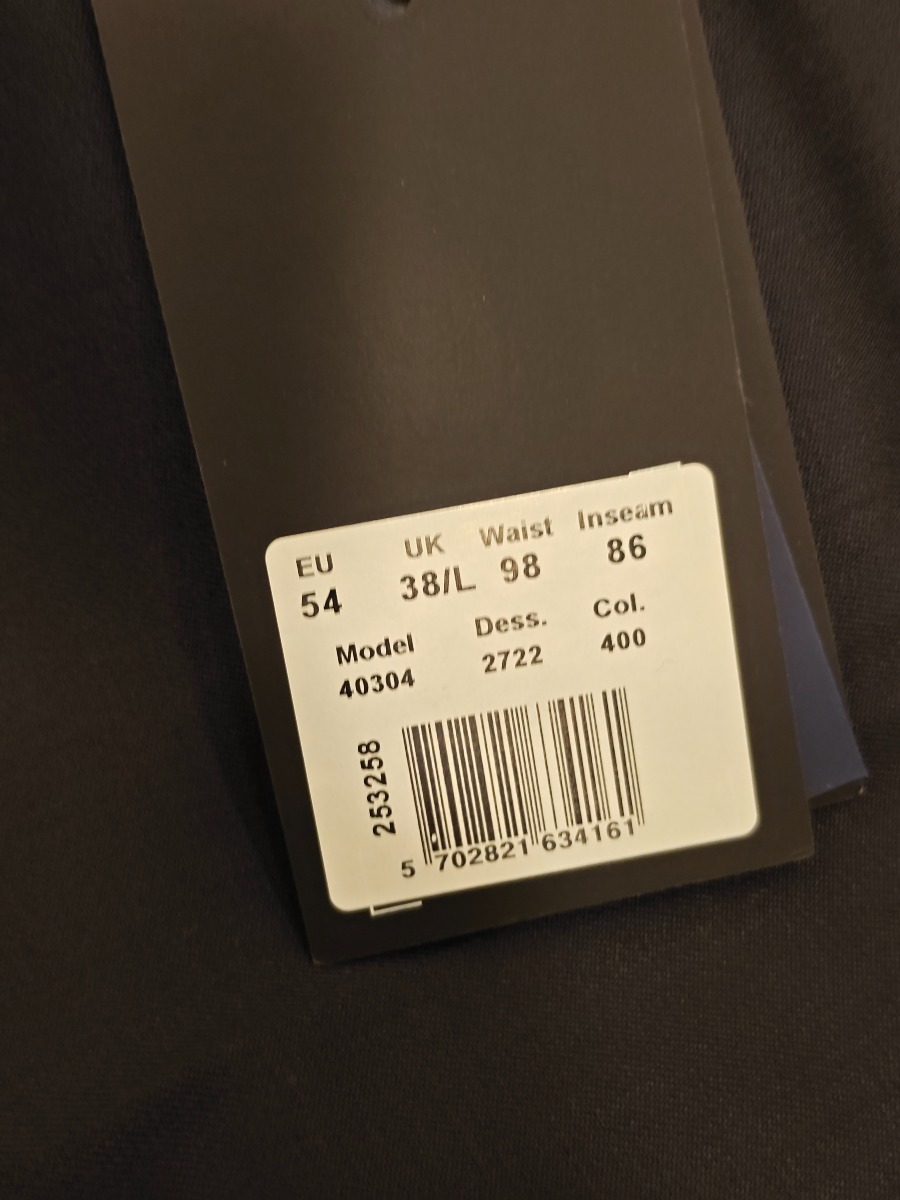 EU UK Waist Inseam
54 38/L 98 86
Model Dess. Col.
40304 2722 400
253258
5 702821 634161